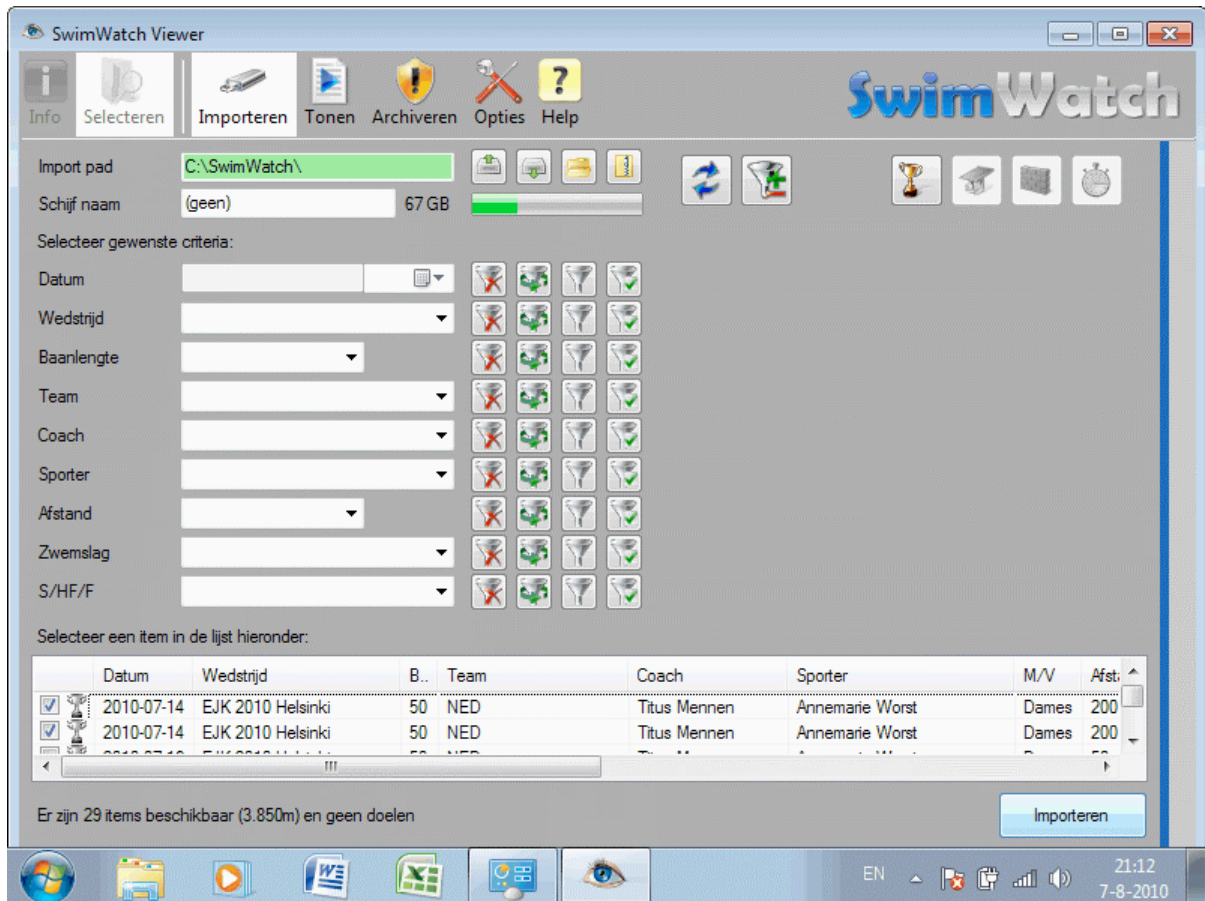 SwimWatch Viewer
Info Selecteren Importeren Tonen Archiveren Opties Help
SwimWatch
Import pad C:\SwimWatch\
Schijf naam (geen) 67 GB
Selecteer gewenste criteria:
Datum
Wedstrijd
Baanlengte
Team
Coach
Sporter
Afstand
Zwemslag
S/HF/F
Selecteer een item in de lijst hieronder:
Datum Wedstrijd B.. Team Coach Sporter M/V Afst
2010-07-14 EJK 2010 Helsinki 50 NED Titus Mennen Annemarie Worst Dames 200
2010-07-14 EJK 2010 Helsinki 50 NED Titus Mennen Annemarie Worst Dames 200
Er zijn 29 items beschikbaar (3.850m) en geen doelen
Importeren
EN 21:12
7-8-2010